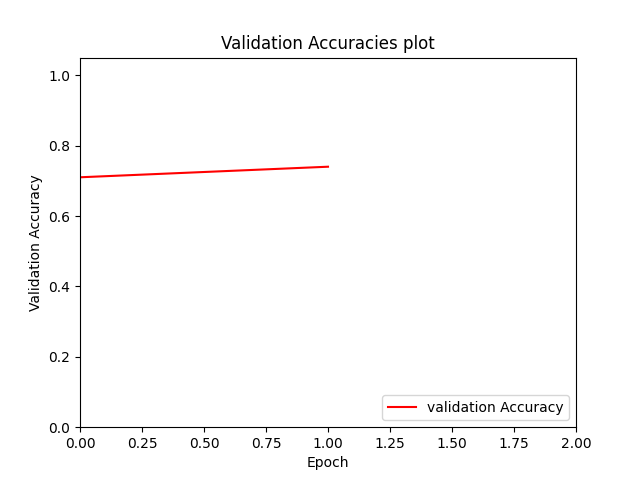 Validation Accuracies plot
1.0
0.8
0.6
0.4
0.2
0.0
Validation Accuracy
validation Accuracy
0.00 0.25 0.50 0.75 1.00 1.25 1.50 1.75 2.00
Epoch